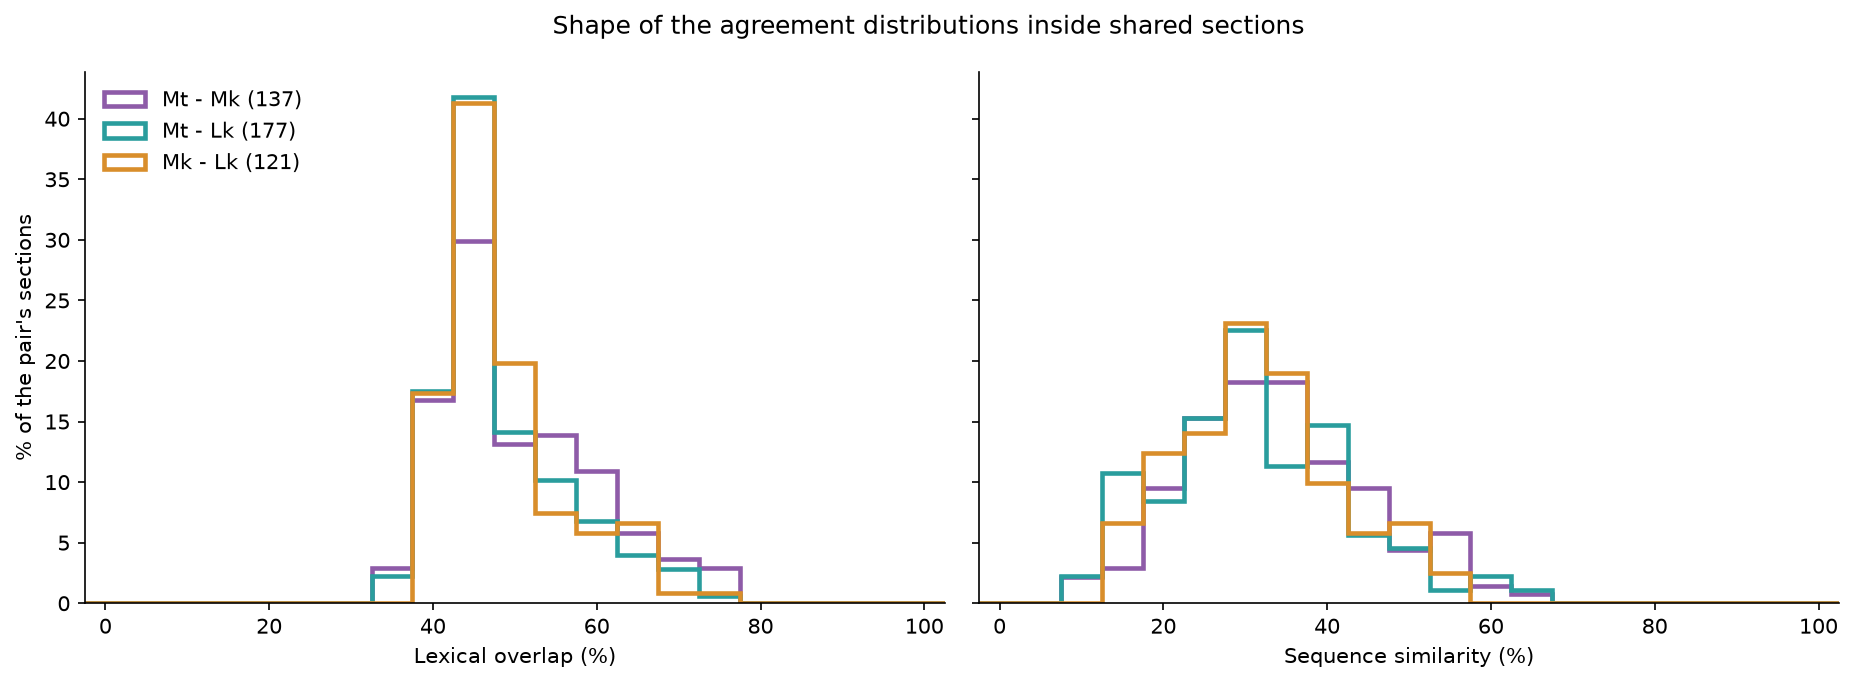 Shape of the agreement distributions inside shared sections
Mt - Mk (137)
Mt - Lk (177)
Mk - Lk (121)
% of the pair's sections
40
35
30
25
20
15
10
5
0
0 20 40 60 80 100
Lexical overlap (%)
0 20 40 60 80 100
Sequence similarity (%)